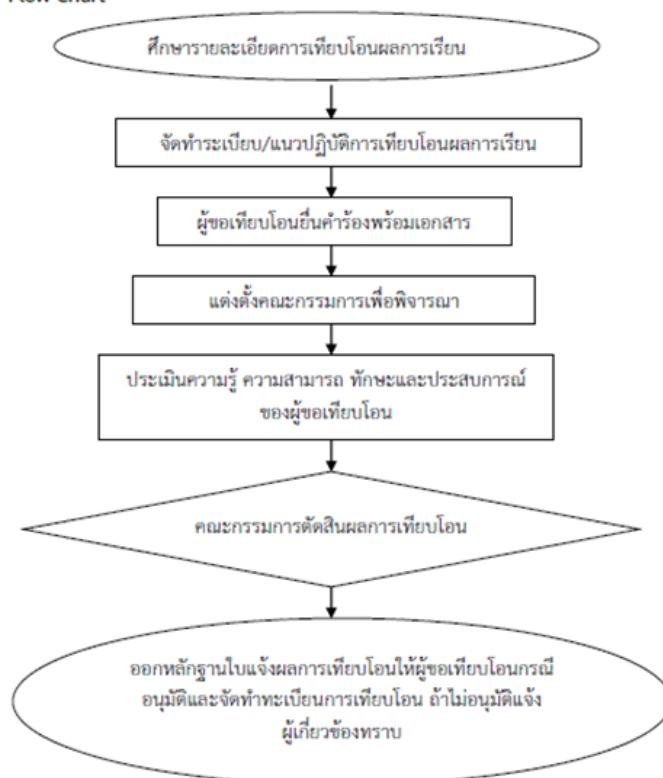 Flow Chart
ศึกษารายละเอียดการเทียบโอนผลการเรียน
จัดทำระเบียบ/แนวปฏิบัติการเทียบโอนผลการเรียน
ผู้ขอเทียบโอนยื่นคำร้องพร้อมเอกสาร
แต่งตั้งคณะกรรมการเพื่อพิจารณา
ประเมินความรู้ ความสามารถ ทักษะและประสบการณ์
ของผู้ขอเทียบโอน
คณะกรรมการตัดสินผลการเทียบโอน
ออกหลักฐานใบแจ้งผลการเทียบโอนให้ผู้ขอเทียบโอนกรณี
อนุมัติและจัดทำทะเบียนการเทียบโอน ถ้าไม่อนุมัติแจ้ง
ผู้เกี่ยวข้องทราบ